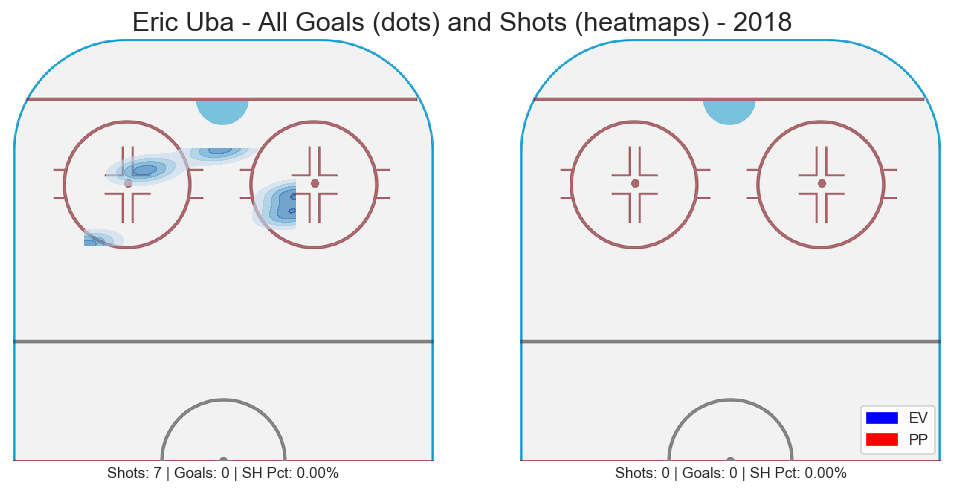 Eric Uba - All Goals (dots) and Shots (heatmaps) - 2018
EV
PP
Shots: 7 | Goals: 0 | SH Pct: 0.00%
Shots: 0 | Goals: 0 | SH Pct: 0.00%